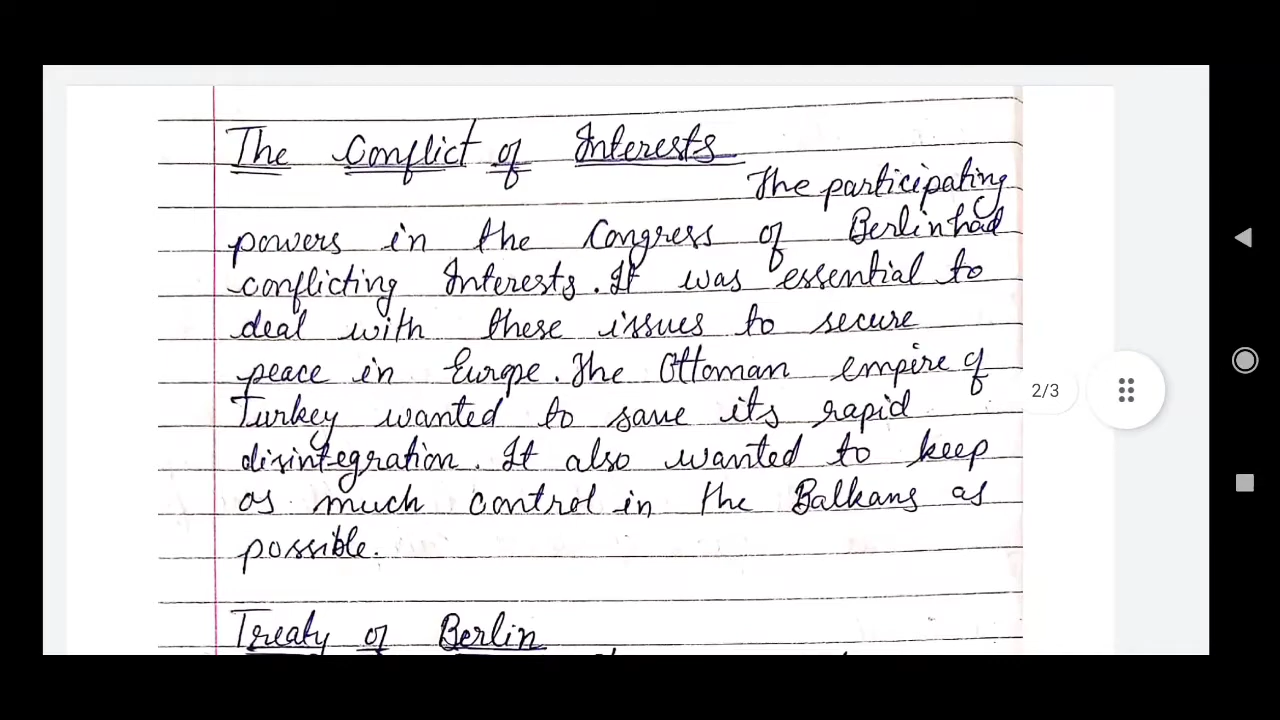 The Conflict of Interests
The participating
powers in the Congress of Berlin had
conflicting Interests. It was essential to
deal with these issues to secure
peace in Europe. The Ottoman empire of
Turkey wanted to save its rapid
disintegration. It also wanted to keep
as much control in the Balkans as
possible.
2/3
Treaty of Berlin